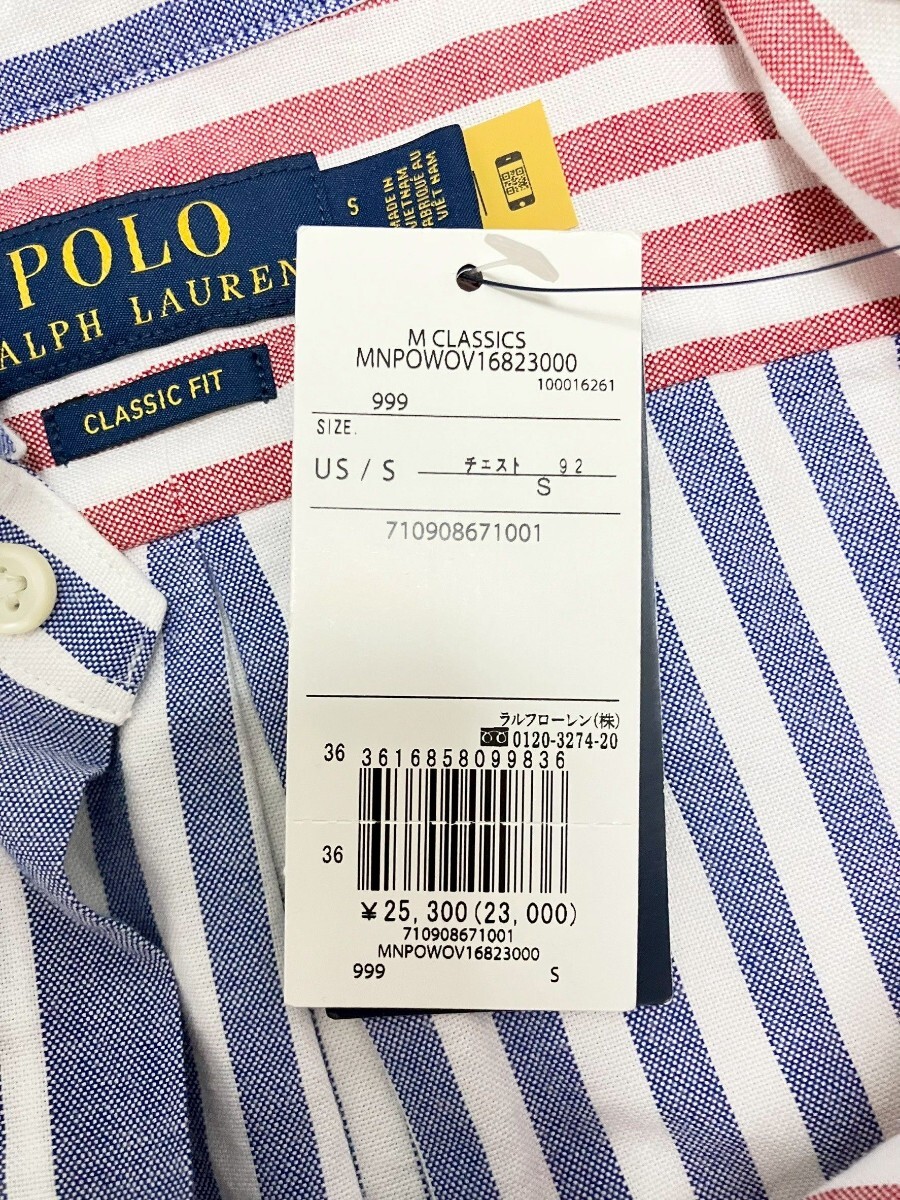 POLO
RALPH LAUREN
CLASSIC FIT
S
MADE IN
VIETNAM
FABRIQUÉ AU
VIÊT NAM
M CLASSICS
MNPOWOV16823000
100016261
999
SIZE.
US / S チェスト 92
S
710908671001
ラルフローレン(株)
0120-3274-20
36 3616858099836
36
¥25,300(23,000)
710908671001
MNPOWOV16823000
999 S